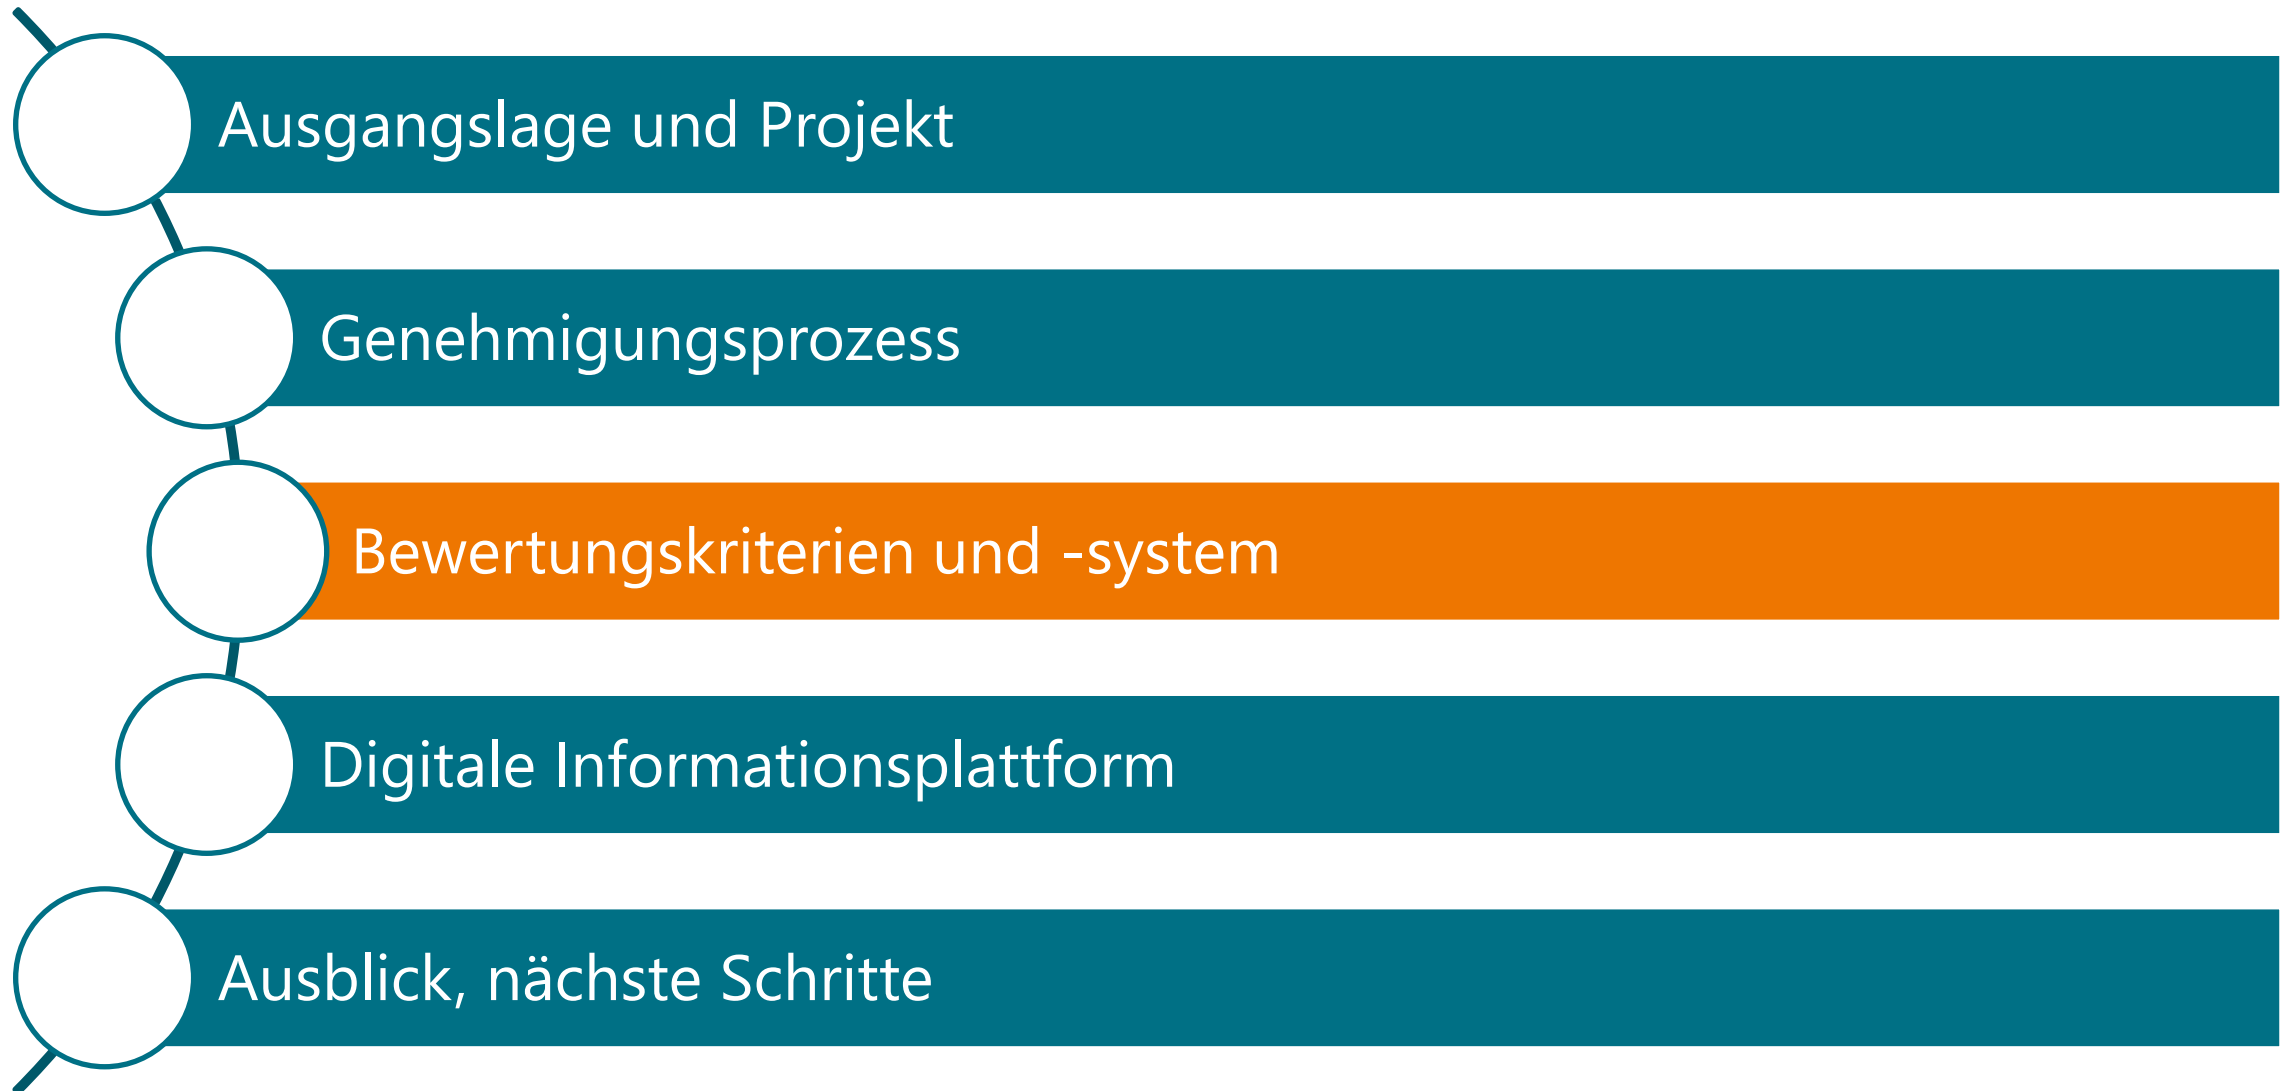 Ausgangslage und Projekt
Genehmigungsprozess
Bewertungskriterien und -system
Digitale Informationsplattform
Ausblick, nächste Schritte